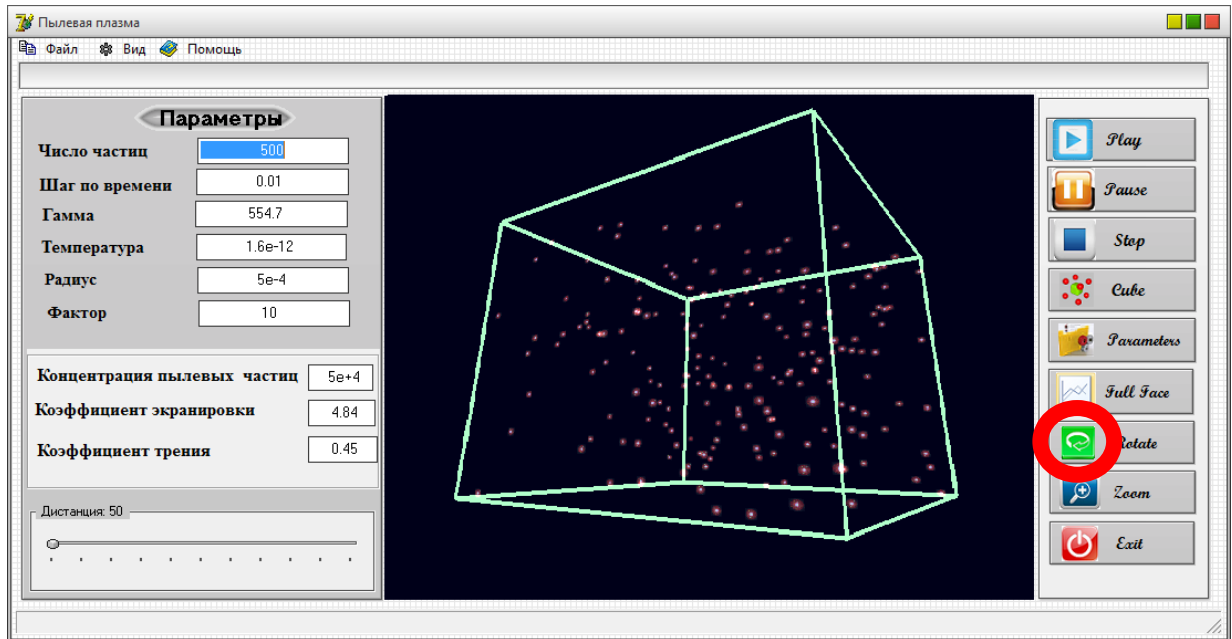 Пылевая плазма
Файл Вид Помощь
Параметры
Число частиц 500
Шаг по времени 0.01
Гамма 554.7
Температура 1.6e-12
Радиус 5e-4
Фактор 10
Концентрация пылевых частиц 5e+4
Коэффициент экранировки 4.84
Коэффициент трения 0.45
Дистанция: 50
Play
Pause
Stop
Cube
Parameters
Full Face
Rotate
Zoom
Exit